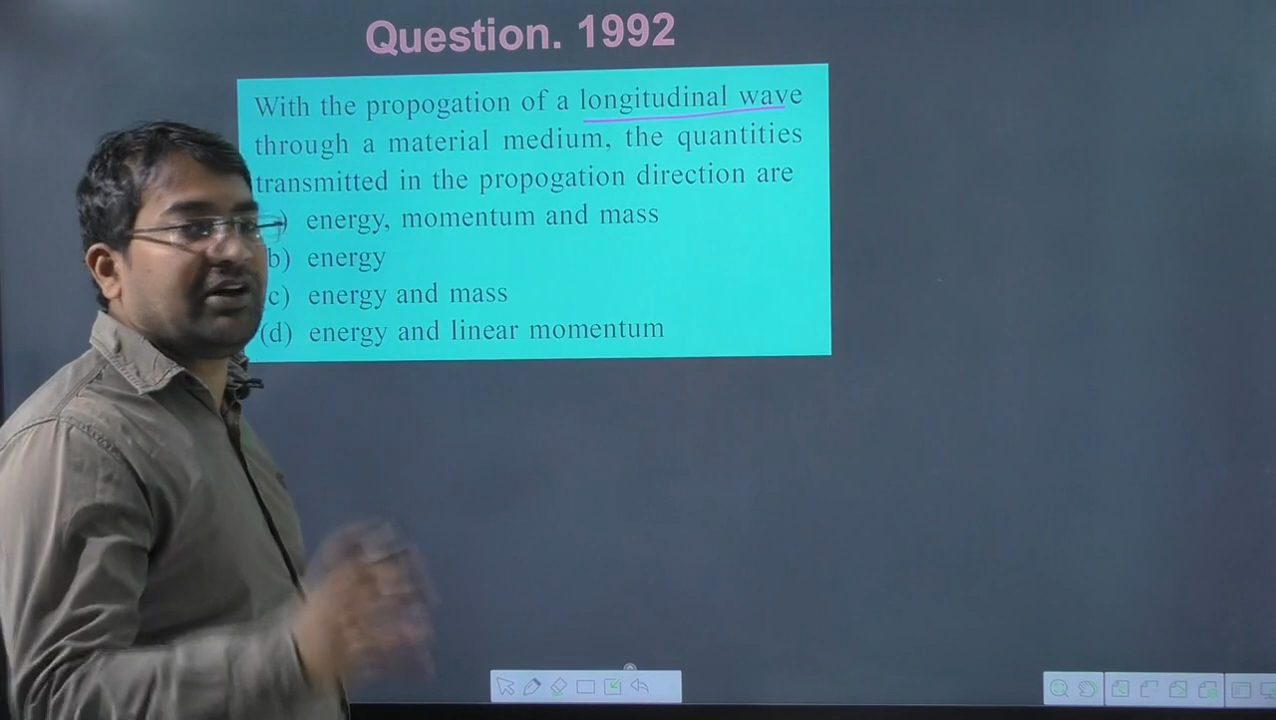 Question. 1992
With the propogation of a longitudinal wave
through a material medium, the quantities
transmitted in the propogation direction are
) energy, momentum and mass
b) energy
(c) energy and mass
(d) energy and linear momentum